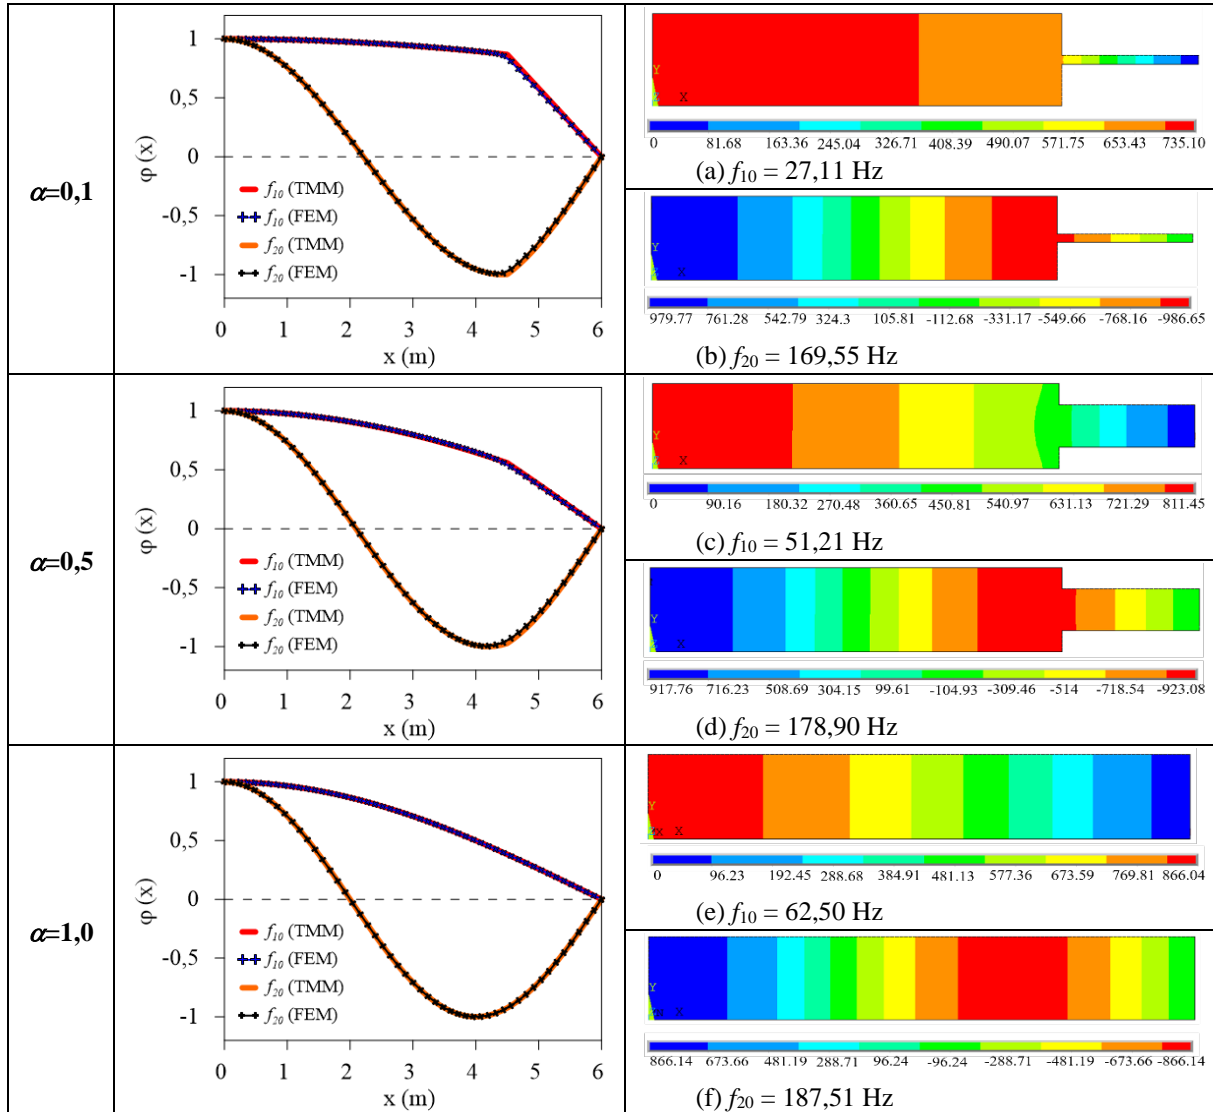 α=0,1
1
0,5
0
-0,5
-1
φ (x)
f10 (TMM)
f10 (FEM)
f20 (TMM)
f20 (FEM)
0 1 2 3 4 5 6
x (m)
Y
X
0 81.68 163.36 245.04 326.71 408.39 490.07 571.75 653.43 735.10
(a) f10 = 27,11 Hz
Y
X
979.77 761.28 542.79 324.3 105.81 -112.68 -331.17 -549.66 -768.16 -986.65
(b) f20 = 169,55 Hz
α=0,5
1
0,5
0
-0,5
-1
φ (x)
f10 (TMM)
f10 (FEM)
f20 (TMM)
f20 (FEM)
0 1 2 3 4 5 6
x (m)
Y
X
0 90.16 180.32 270.48 360.65 450.81 540.97 631.13 721.29 811.45
(c) f10 = 51,21 Hz
Y
X
917.76 716.23 508.69 304.15 99.61 -104.93 -309.46 -514 -718.54 -923.08
(d) f20 = 178,90 Hz
α=1,0
1
0,5
0
-0,5
-1
φ (x)
f10 (TMM)
f10 (FEM)
f20 (TMM)
f20 (FEM)
0 1 2 3 4 5 6
x (m)
Y
X
0 96.23 192.45 288.68 384.91 481.13 577.36 673.59 769.81 866.04
(e) f10 = 62,50 Hz
Y
X
866.14 673.66 481.19 288.71 96.24 -96.24 -288.71 -481.19 -673.66 -866.14
(f) f20 = 187,51 Hz